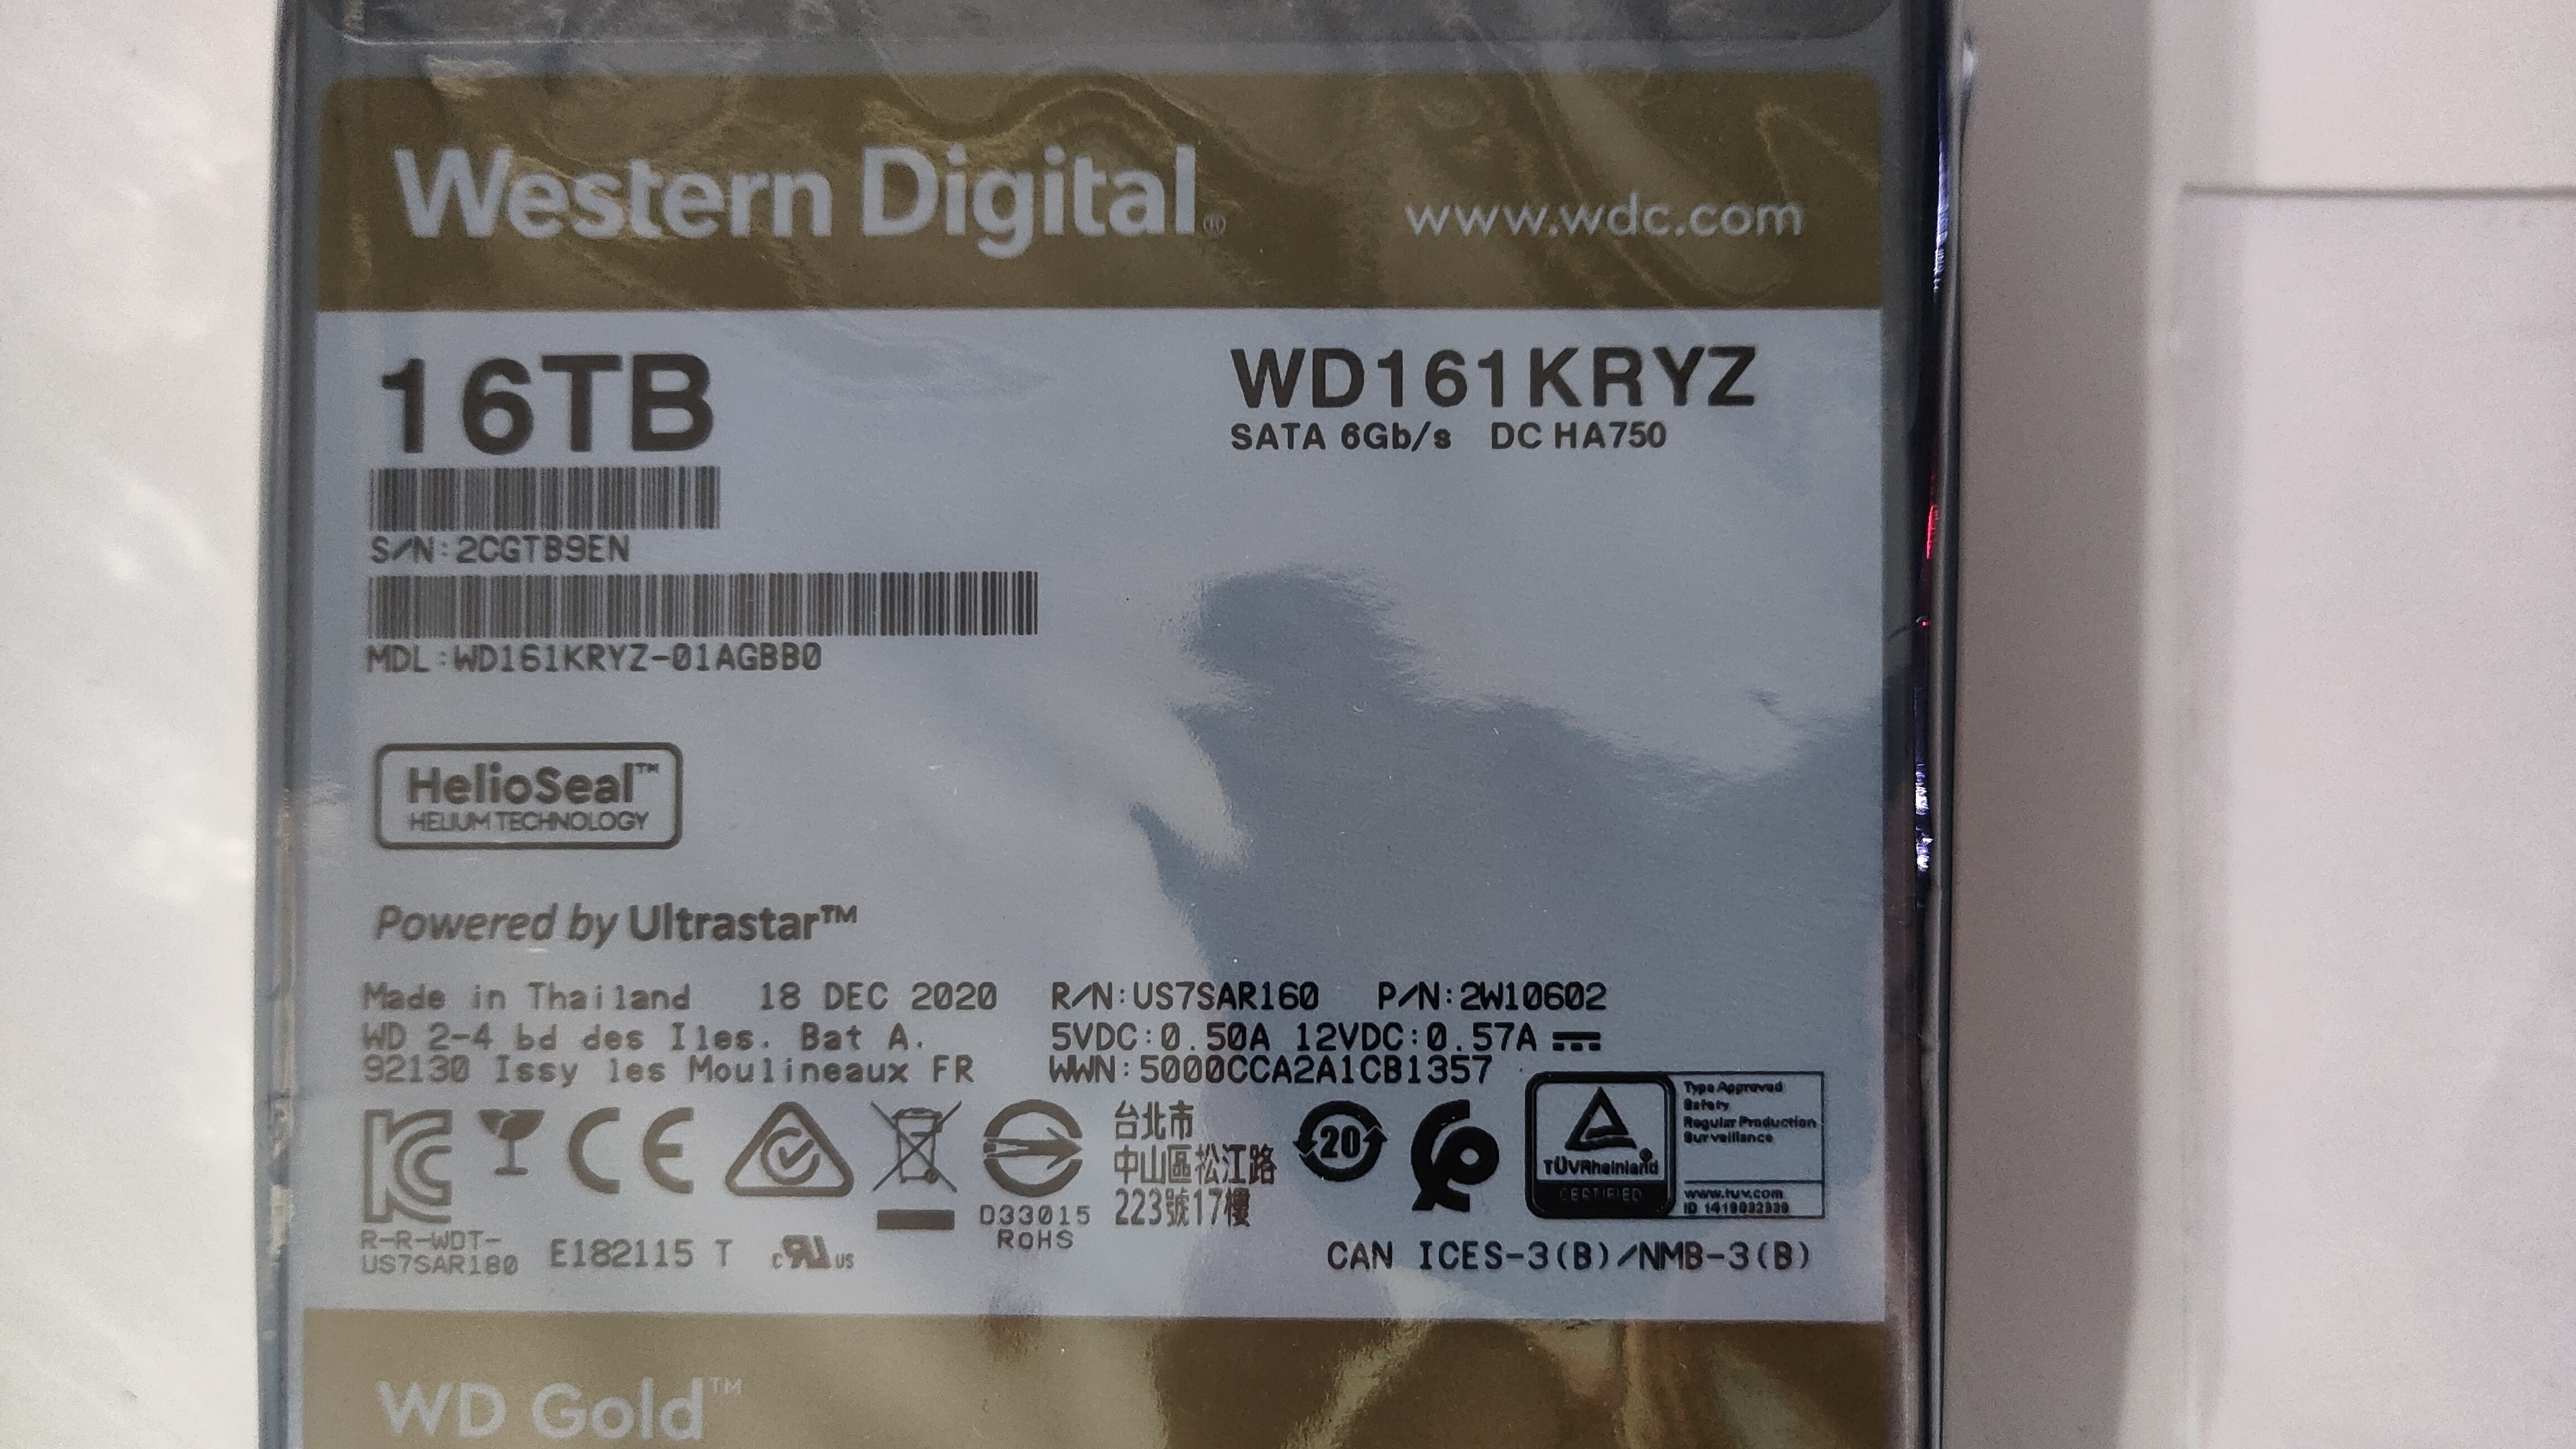 Western Digital®
www.wdc.com
16TB
WD161KRYZ
SATA 6Gb/s DC HA750
S/N:2CGTB9EN
MDL:WD161KRYZ-01AGBB0
HelioSeal™
HELIUM TECHNOLOGY
Powered by Ultrastar™
Made in Thailand 18 DEC 2020 R/N:US7SAR160 P/N:2W10602
WD 2-4 bd des Iles. Bat A. 5VDC:0.50A 12VDC:0.57A
92130 Issy les Moulineaux FR WWN:5000CCA2A1CB1357
CE
台北市
中山區松江路
223號17樓
20
D33015
RoHS
TÜVRheinland®
CERTIFIED
Type Approved
Safety
Regular Production
Surveillance
www.tuv.com
ID 1419032939
R-R-WDT-
US7SAR180
E182115 T
c UL us
CAN ICES-3(B)/NMB-3(B)
WD Gold™